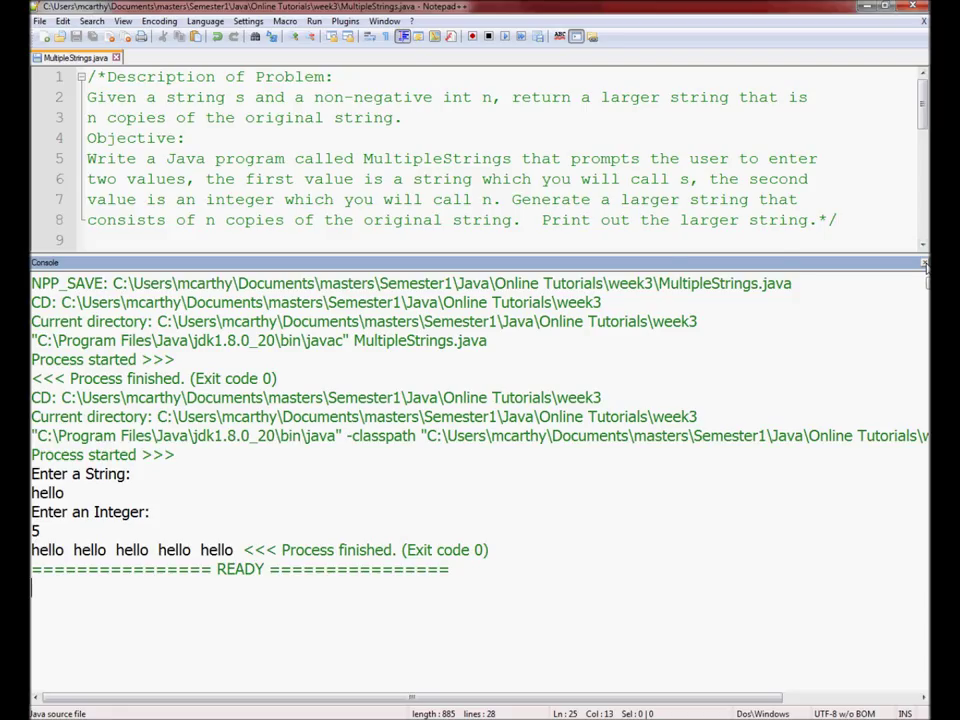 C:\Users\mcarthy\Documents\masters\Semester1\Java\Online Tutorials\week3\MultipleStrings.java - Notepad++
File Edit Search View Encoding Language Settings Macro Run Plugins Window ? X
MultipleStrings.java
1 /*Description of Problem:
2 Given a string s and a non-negative int n, return a larger string that is
3 n copies of the original string.
4 Objective:
5 Write a Java program called MultipleStrings that prompts the user to enter
6 two values, the first value is a string which you will call s, the second
7 value is an integer which you will call n. Generate a larger string that
8 consists of n copies of the original string.  Print out the larger string.*/
9
Console
NPP_SAVE: C:\Users\mcarthy\Documents\masters\Semester1\Java\Online Tutorials\week3\MultipleStrings.java
CD: C:\Users\mcarthy\Documents\masters\Semester1\Java\Online Tutorials\week3
Current directory: C:\Users\mcarthy\Documents\masters\Semester1\Java\Online Tutorials\week3
"C:\Program Files\Java\jdk1.8.0_20\bin\javac" MultipleStrings.java
Process started >>>
<<< Process finished. (Exit code 0)
CD: C:\Users\mcarthy\Documents\masters\Semester1\Java\Online Tutorials\week3
Current directory: C:\Users\mcarthy\Documents\masters\Semester1\Java\Online Tutorials\week3
"C:\Program Files\Java\jdk1.8.0_20\bin\java" -classpath "C:\Users\mcarthy\Documents\masters\Semester1\Java\Online Tutorials\w
Process started >>>
Enter a String:
hello
Enter an Integer:
5
hello  hello  hello  hello  hello  <<< Process finished. (Exit code 0)
================ READY ================
Java source file length : 885 lines : 28 Ln : 25 Col : 13 Sel : 0 | 0 Dos\Windows UTF-8 w/o BOM INS